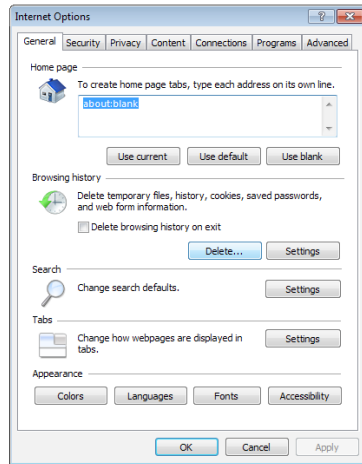 Internet Options
General Security Privacy Content Connections Programs Advanced
Home page
To create home page tabs, type each address on its own line.
about:blank
Use current Use default Use blank
Browsing history
Delete temporary files, history, cookies, saved passwords,
and web form information.
Delete browsing history on exit
Delete... Settings
Search
Change search defaults. Settings
Tabs
Change how webpages are displayed in
tabs. Settings
Appearance
Colors Languages Fonts Accessibility
OK Cancel Apply